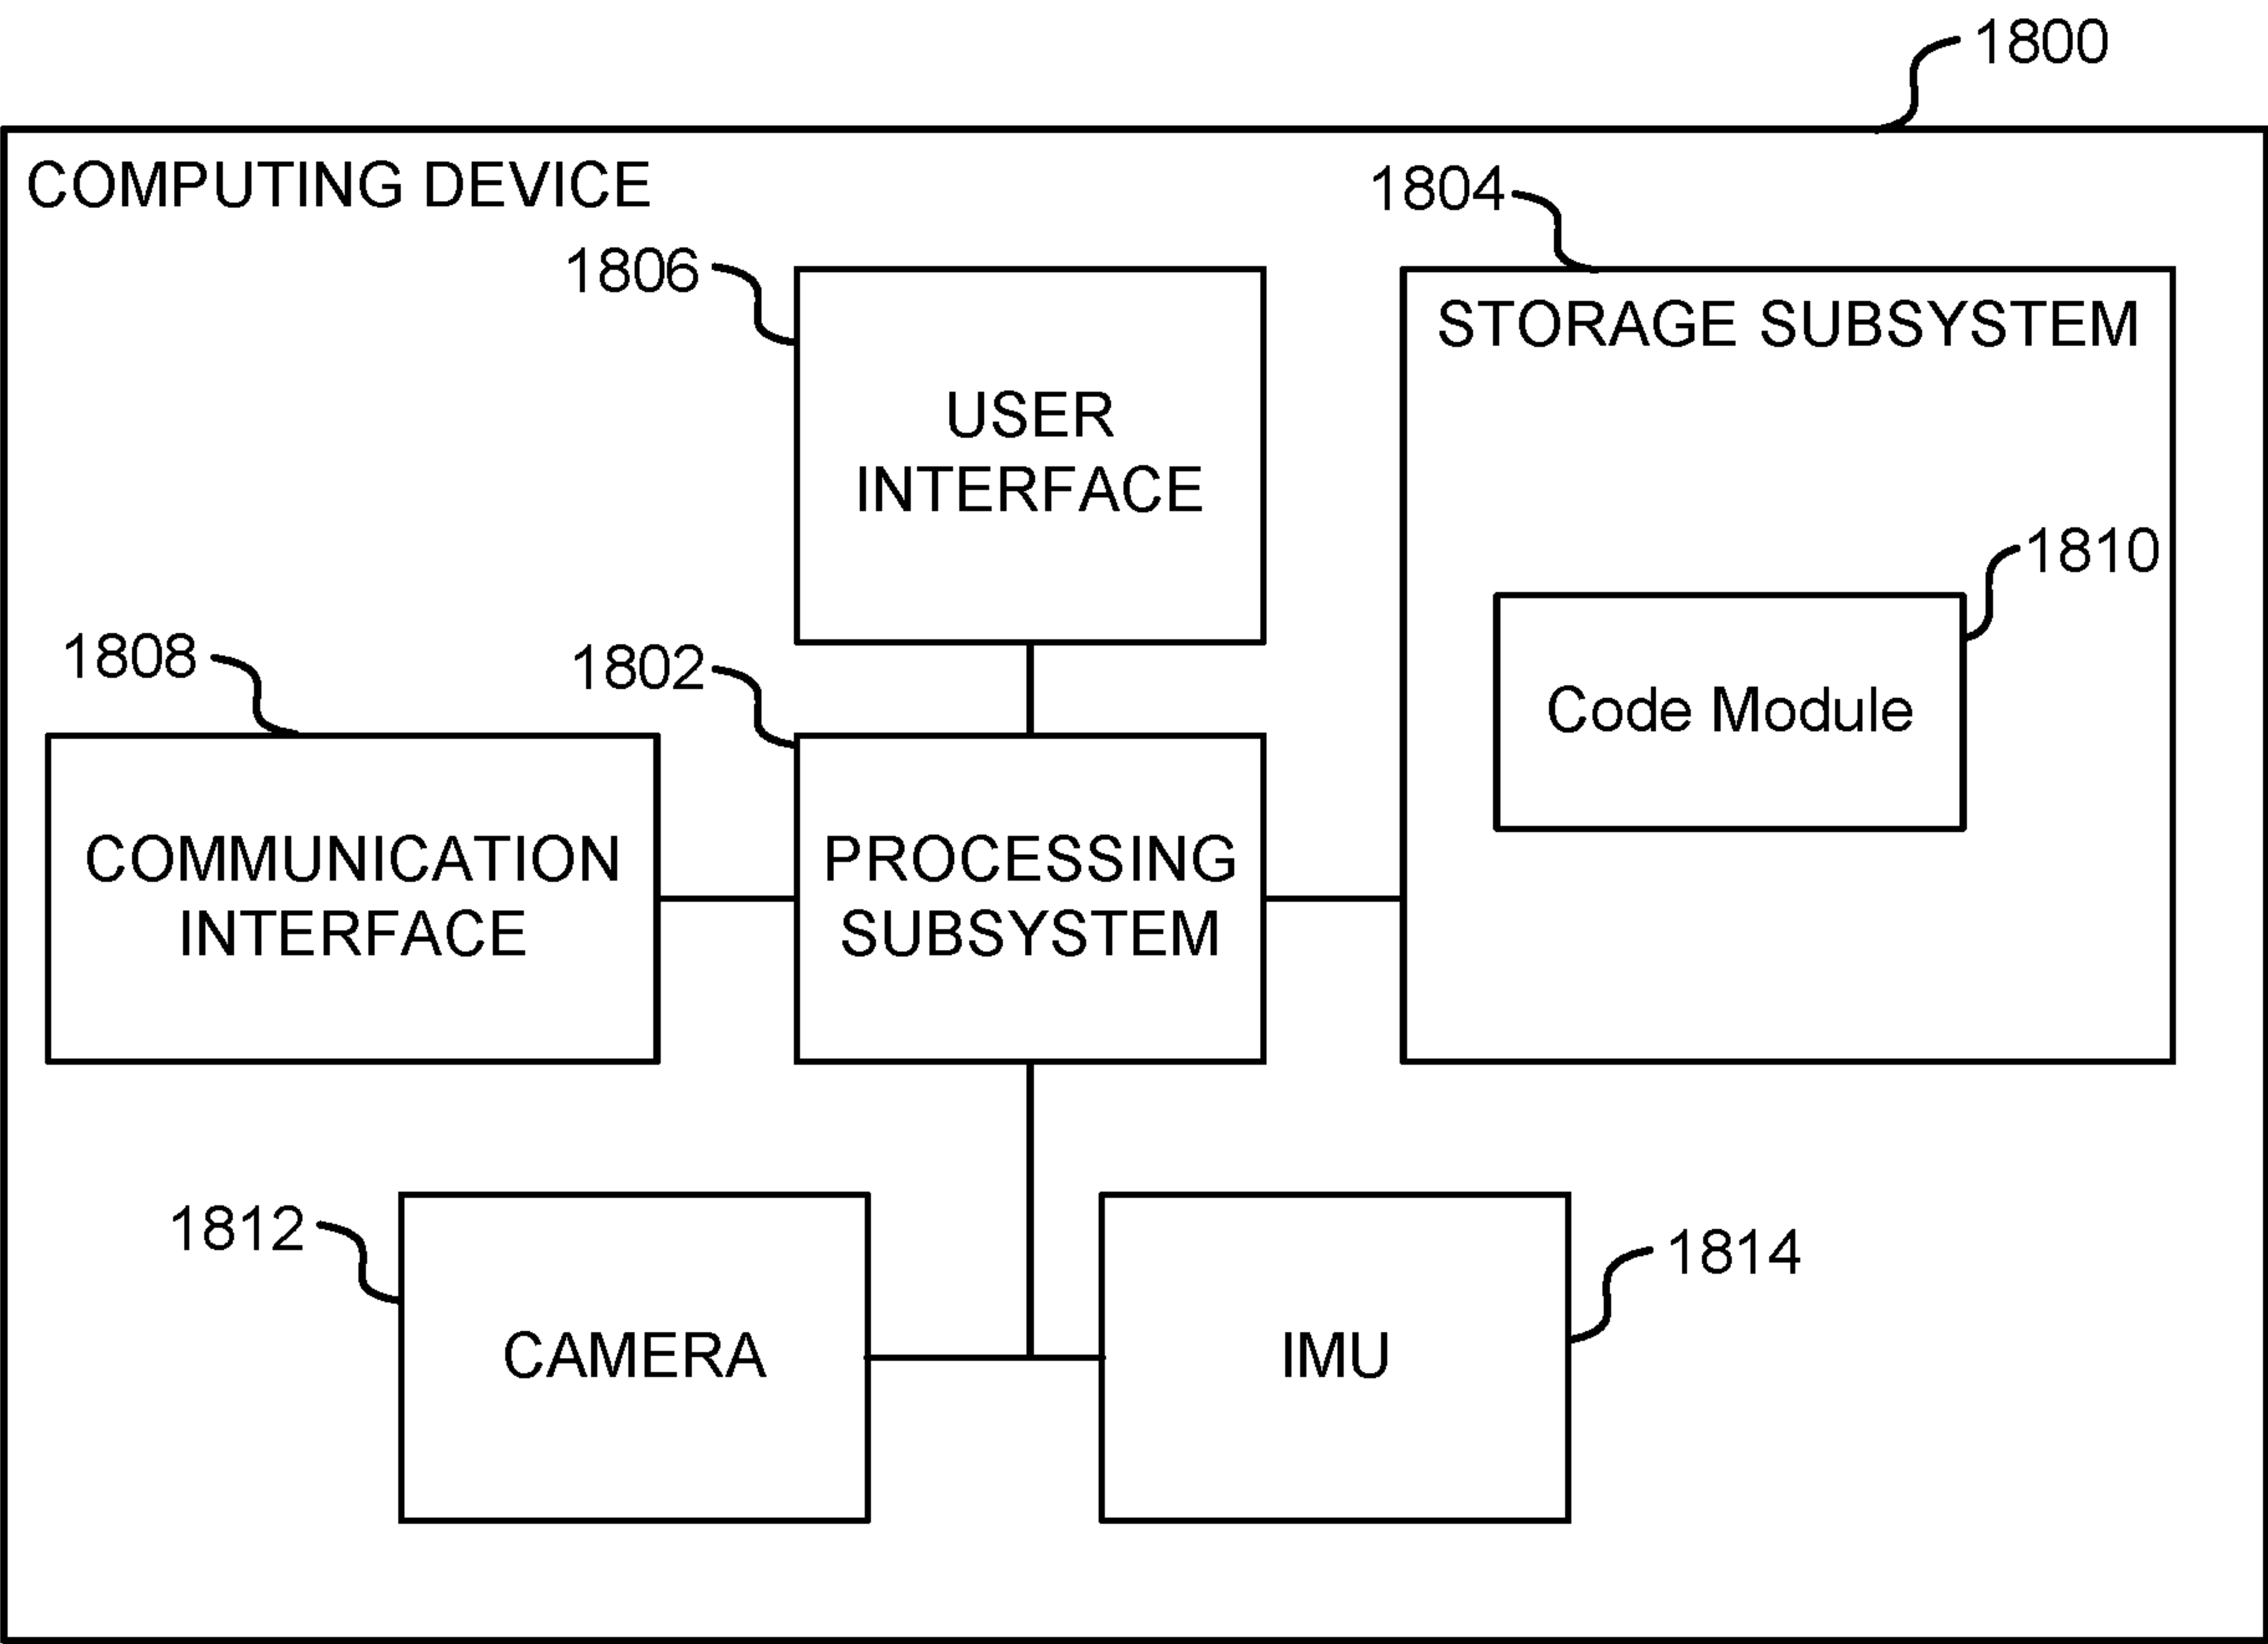 1800
COMPUTING DEVICE
1804
1806
STORAGE SUBSYSTEM
USER
INTERFACE
1810
1808
1802
Code Module
COMMUNICATION
INTERFACE
PROCESSING
SUBSYSTEM
1812
1814
CAMERA
IMU